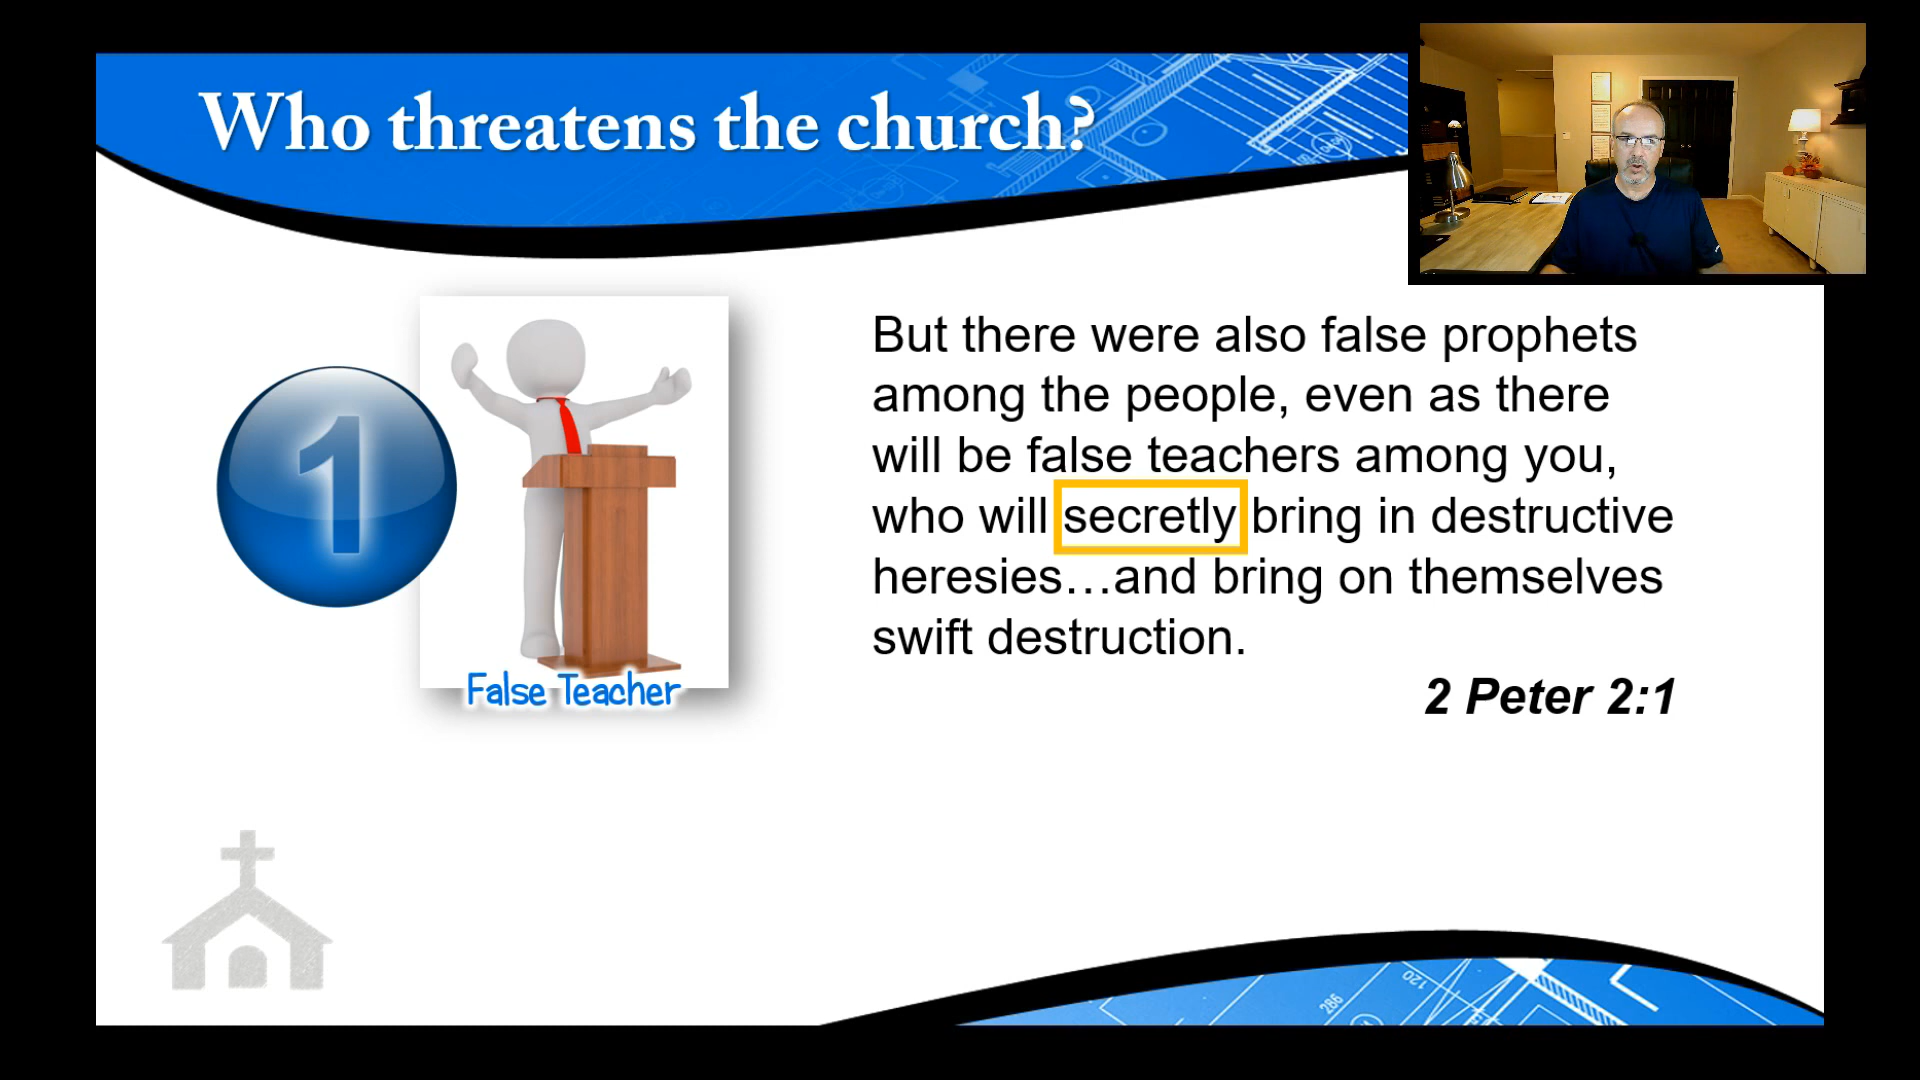 Who threatens the church?
1
False Teacher
But there were also false prophets
among the people, even as there
will be false teachers among you,
who will secretly bring in destructive
heresies…and bring on themselves
swift destruction.
2 Peter 2:1
286
120